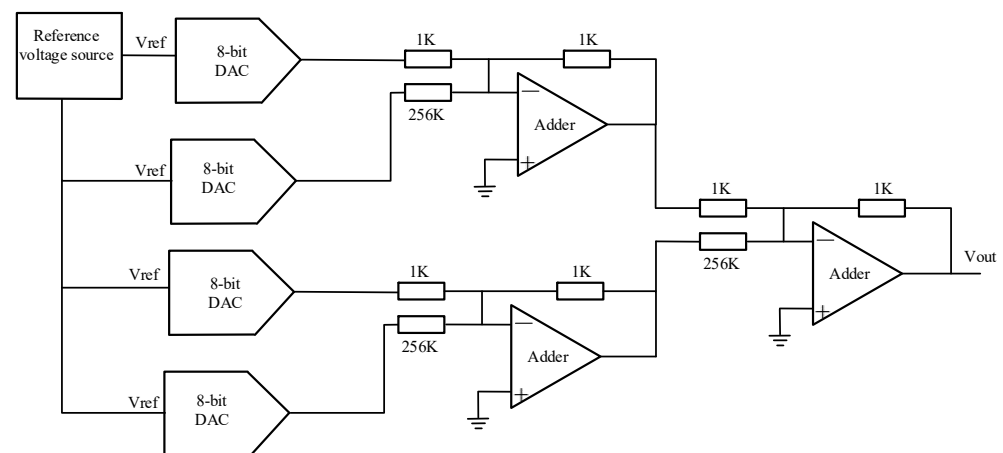 Reference
voltage source
Vref
8-bit
DAC
1K
1K
256K
Adder
Vref
8-bit
DAC
1K
1K
256K
Adder
Vout
Vref
8-bit
DAC
1K
1K
256K
Adder
Vref
8-bit
DAC